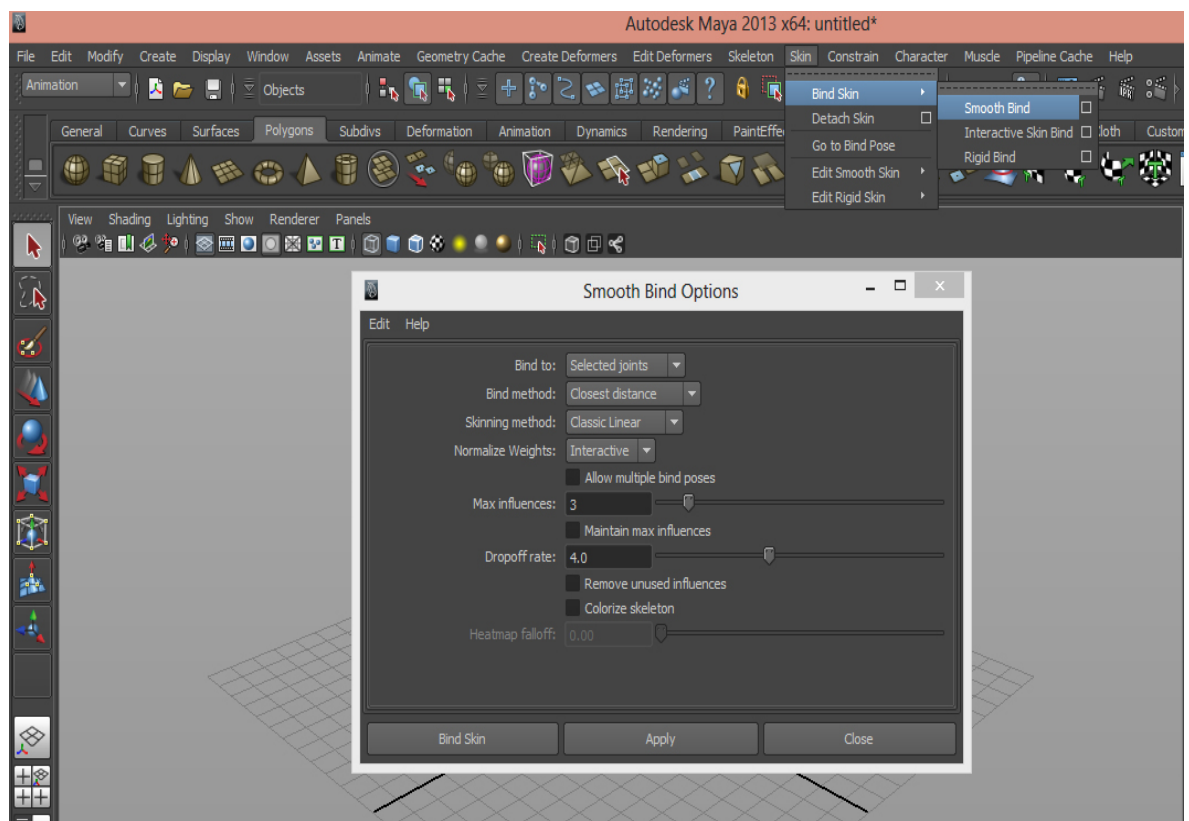 Autodesk Maya 2013 x64: untitled*
File Edit Modify Create Display Window Assets Animate Geometry Cache Create Deformers Edit Deformers Skeleton Skin Constrain Character Muscle Pipeline Cache Help
Animation Objects
Bind Skin
Detach Skin
Go to Bind Pose
Edit Smooth Skin
Edit Rigid Skin
Smooth Bind
Interactive Skin Bind
Rigid Bind
General Curves Surfaces Polygons Subdivs Deformation Animation Dynamics Rendering Custom
View Shading Lighting Show Renderer Panels
Smooth Bind Options
Edit Help
Bind to: Selected joints
Bind method: Closest distance
Skinning method: Classic Linear
Normalize Weights: Interactive
Allow multiple bind poses
Max influences: 3
Maintain max influences
Dropoff rate: 4.0
Remove unused influences
Colorize skeleton
Heatmap falloff: 0.00
Bind Skin Apply Close